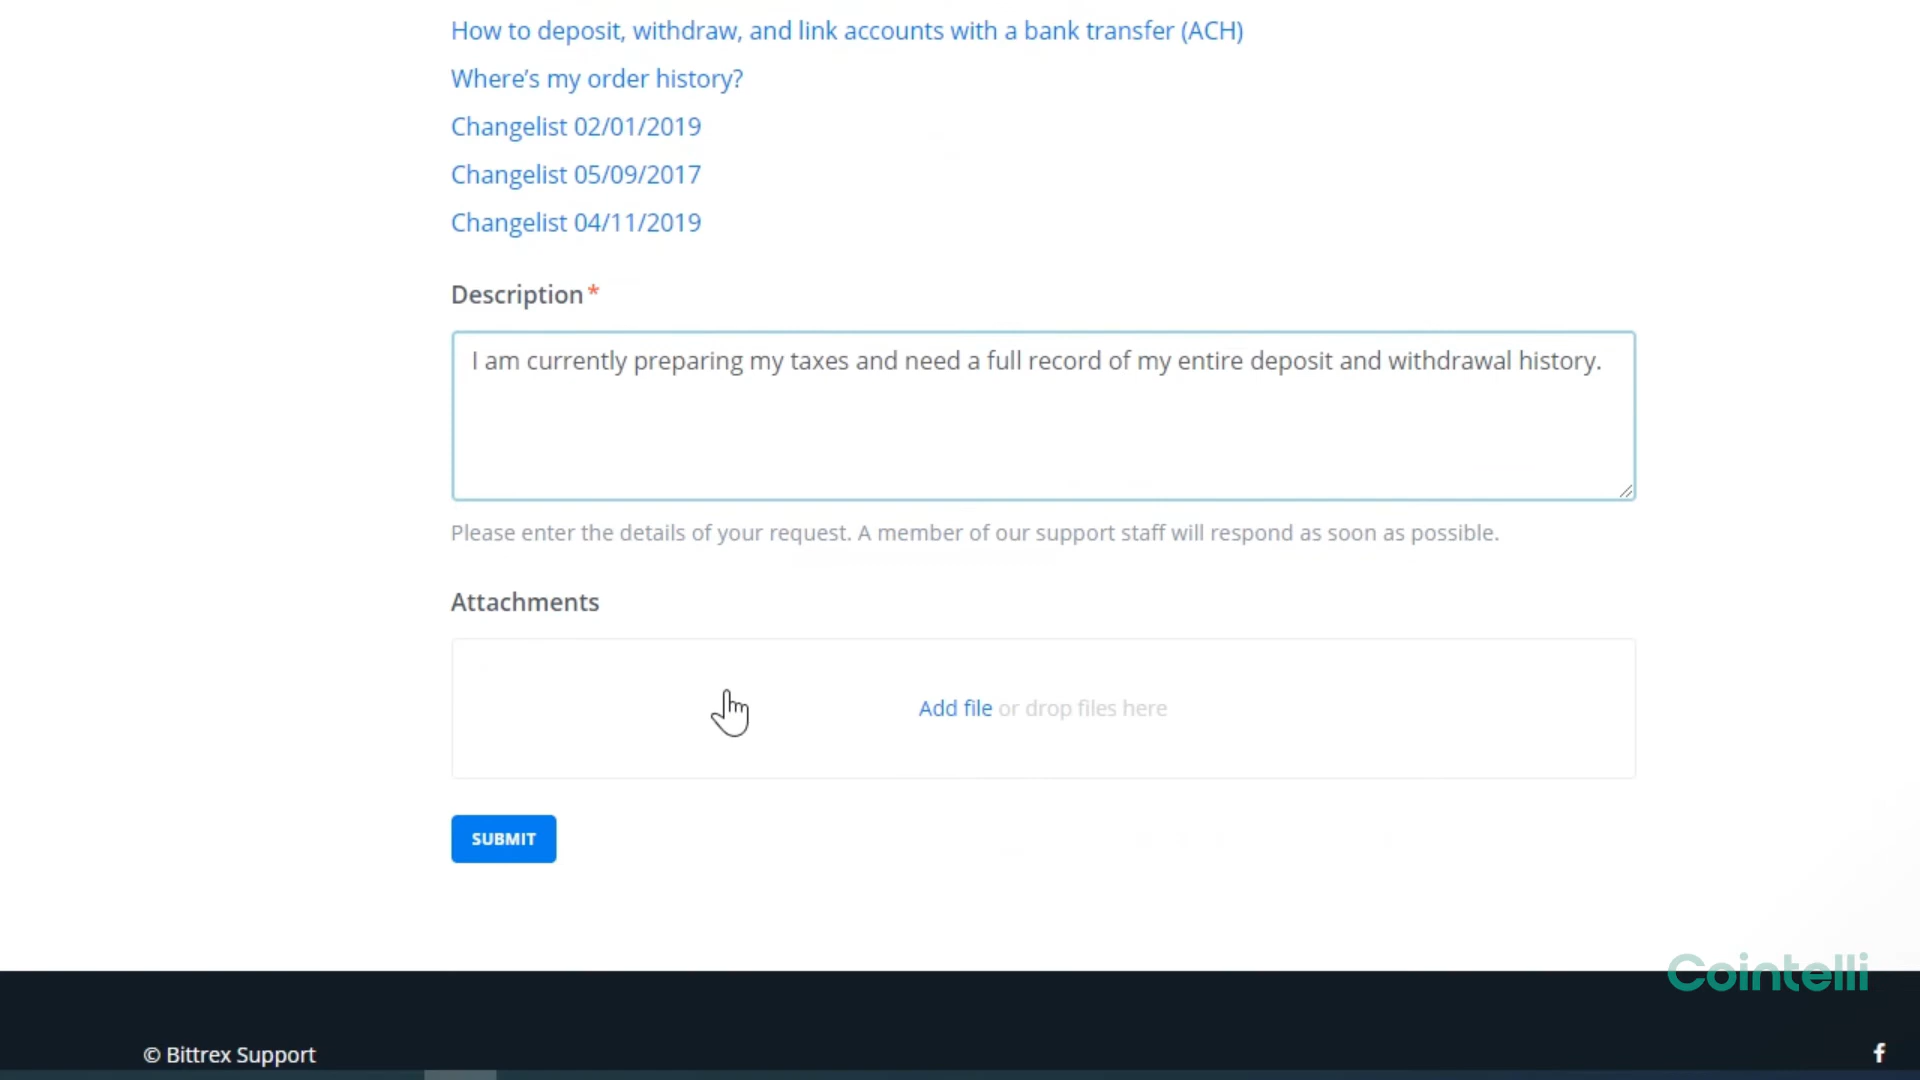 How to deposit, withdraw, and link accounts with a bank transfer (ACH)
Where’s my order history?
Changelist 02/01/2019
Changelist 05/09/2017
Changelist 04/11/2019
Description *
I am currently preparing my taxes and need a full record of my entire deposit and withdrawal history.
Please enter the details of your request. A member of our support staff will respond as soon as possible.
Attachments
Add file or drop files here
SUBMIT
Cointelli
© Bittrex Support